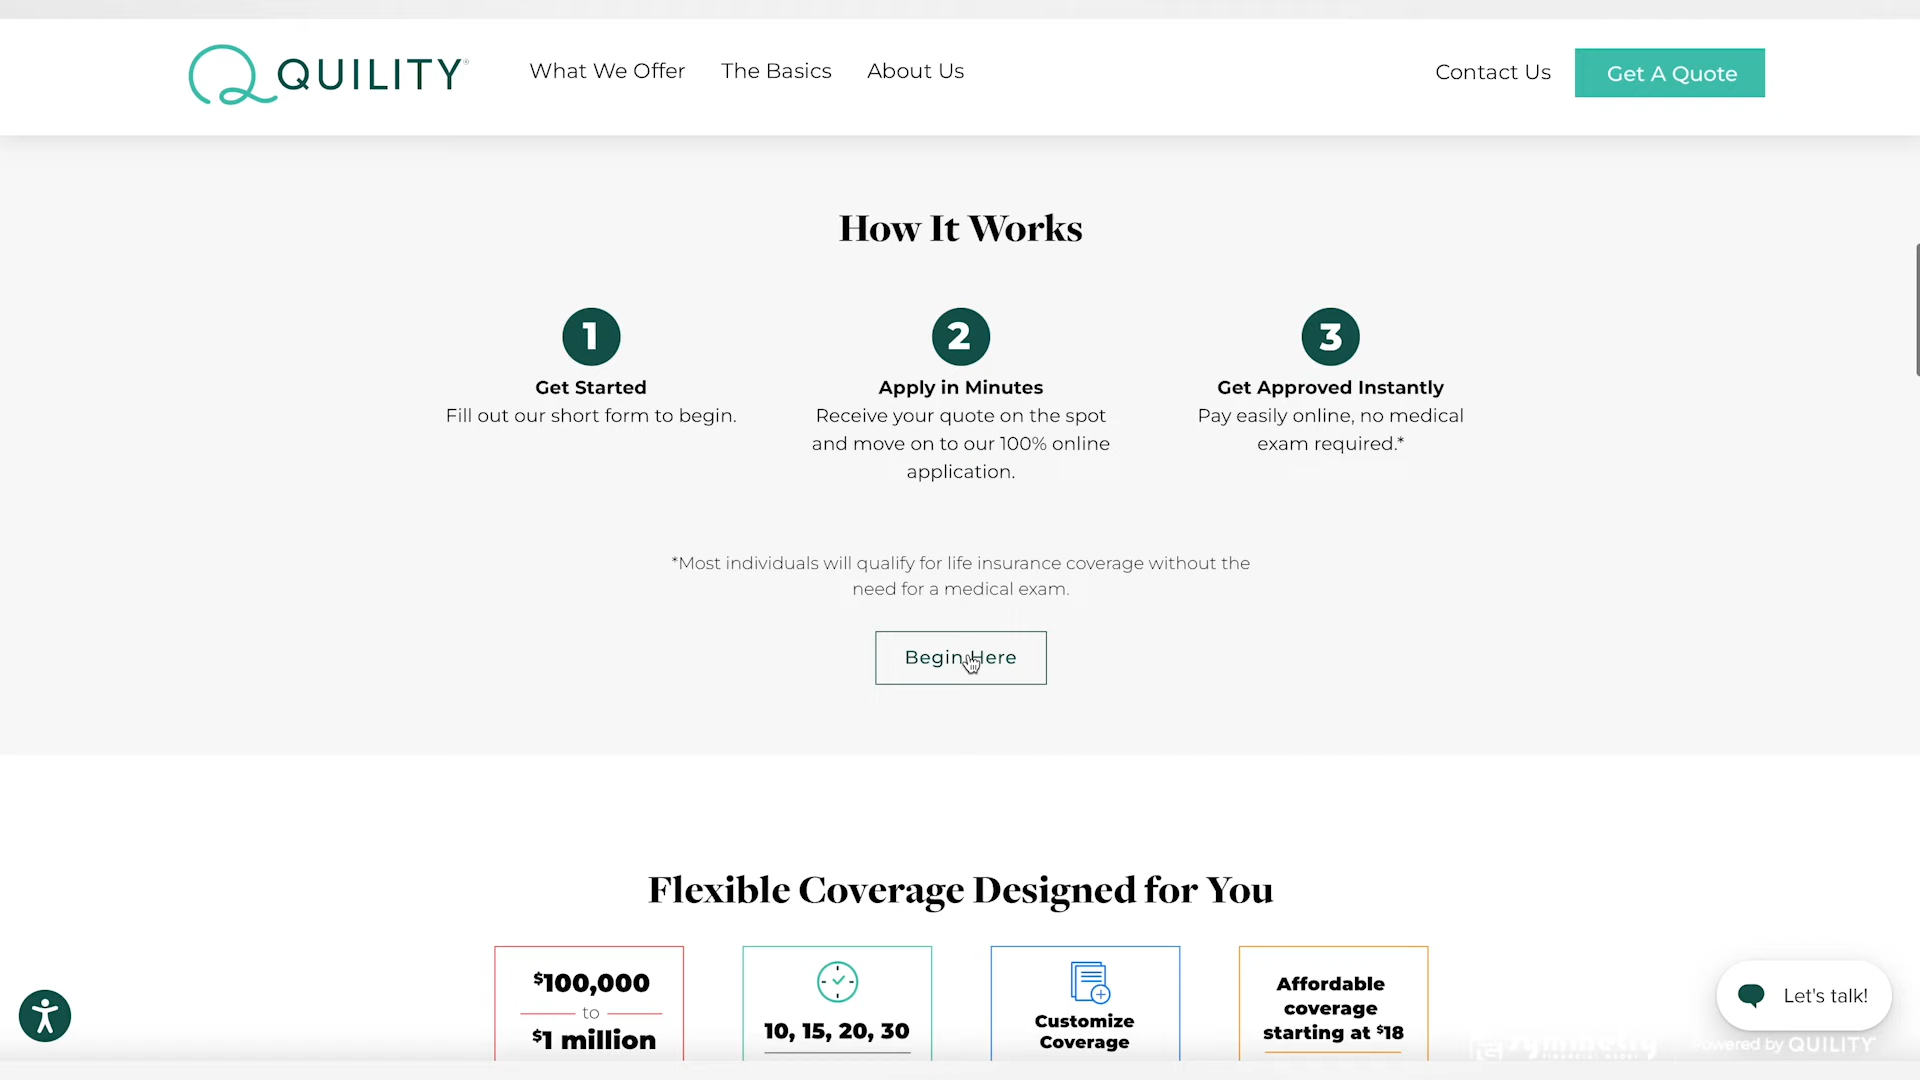 QUILITY®
What We Offer
The Basics
About Us
Contact Us
Get A Quote
How It Works
1
Get Started
Fill out our short form to begin.
2
Apply in Minutes
Receive your quote on the spot
and move on to our 100% online
application.
3
Get Approved Instantly
Pay easily online, no medical
exam required.*
*Most individuals will qualify for life insurance coverage without the
need for a medical exam.
Begin Here
Flexible Coverage Designed for You
$100,000
to
$1 million
10, 15, 20, 30
Customize
Coverage
Affordable
coverage
starting at $18
Let's talk!
Powered by QUILITY